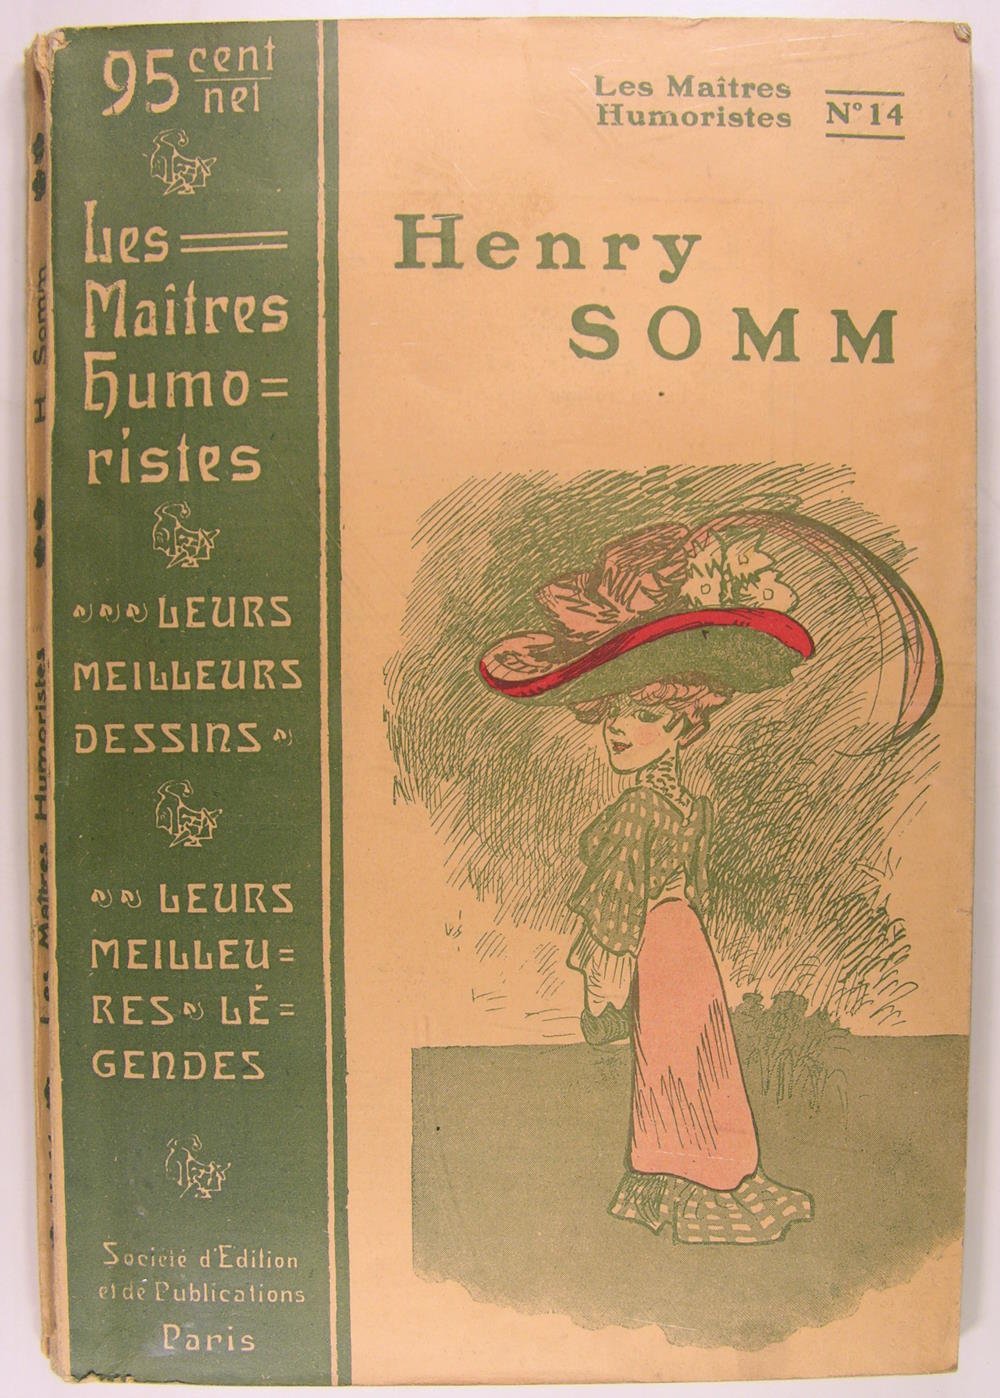 95 cent
net
Les
Maîtres
Humo=
ristes
LEURS
MEILLEURS
DESSINS
LEURS
MEILLEU=
RES LÉ=
GENDES
Société d'Edition
et de Publications
Paris
Les Maîtres
Humoristes
N° 14
Henry
SOMM
H. Somm
Les Maîtres Humoristes